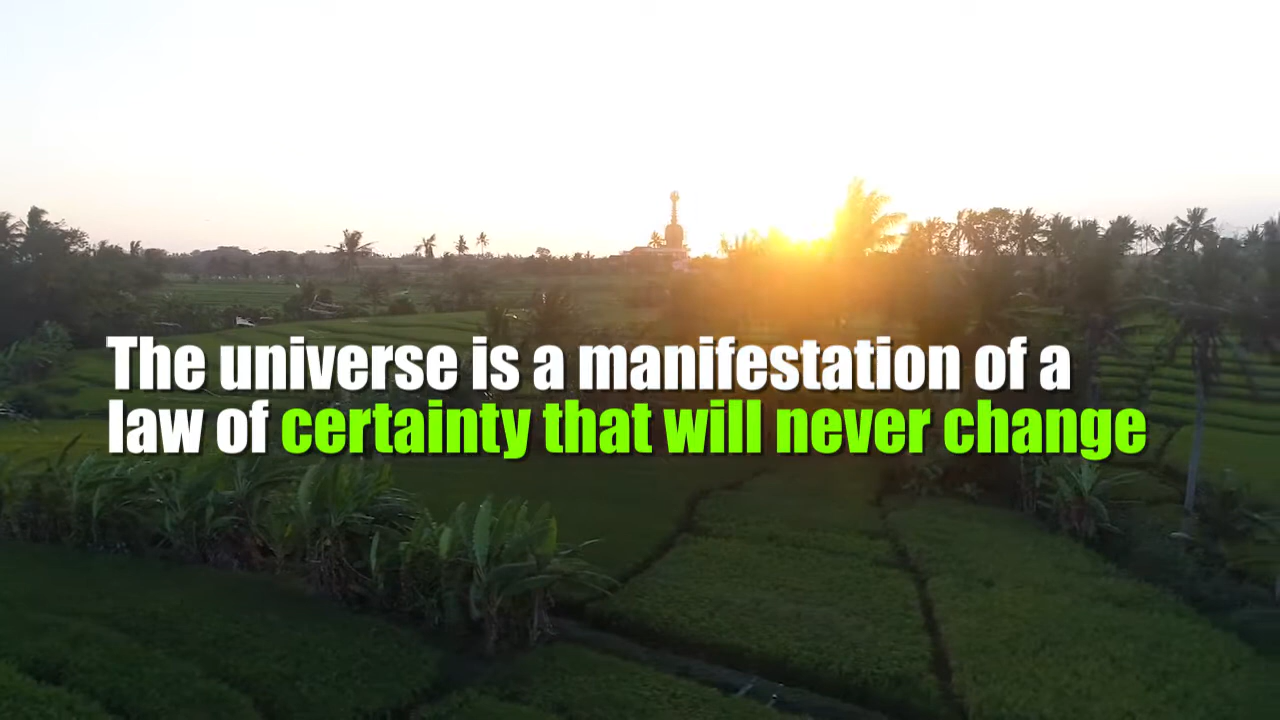 The universe is a manifestation of a
law of certainty that will never change